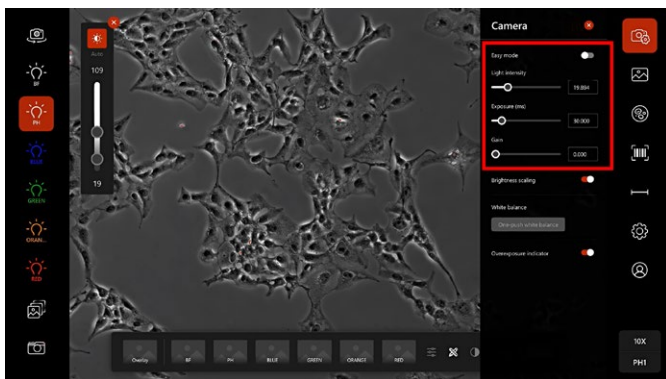 BF
PH
BLUE
GREEN
ORAN...
RED
Auto
109
19
Camera
Easy mode
Light intensity
19.884
Exposure (ms)
30.000
Gain
0.000
Brightness scaling
White balance
One-push white balance
Overexposure indicator
Overlay
BF
PH
BLUE
GREEN
ORANGE
RED
10X
PH1